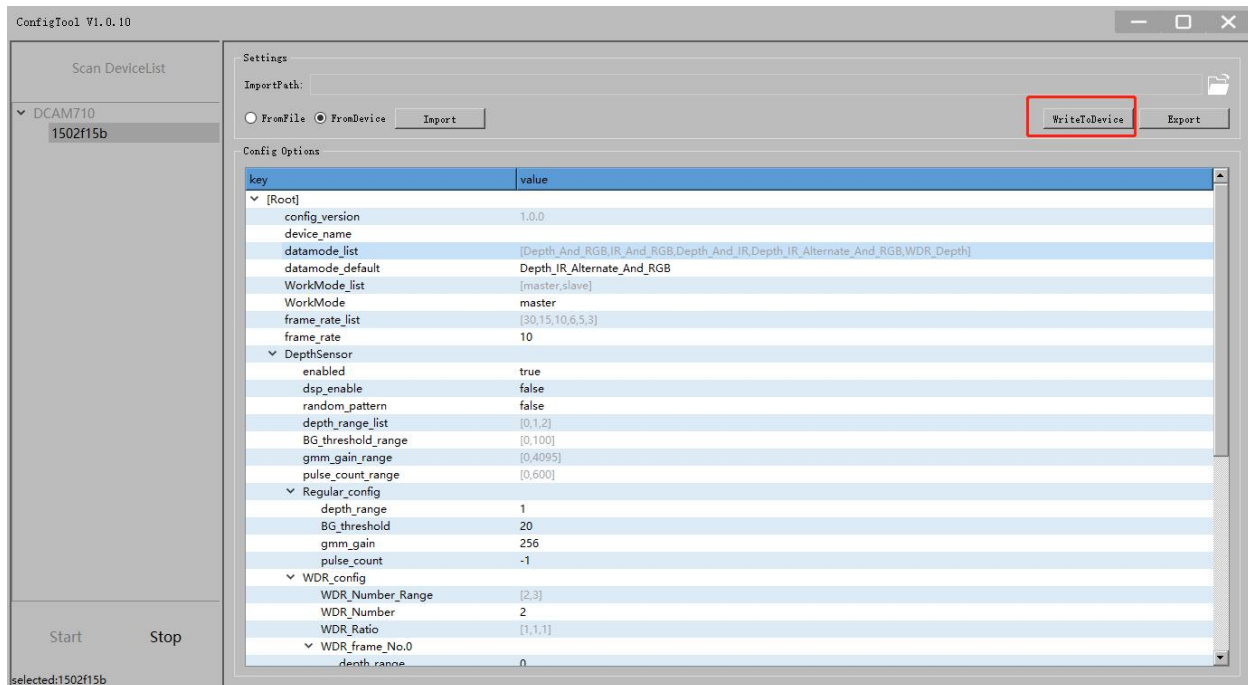 ConfigTool V1.0.10
Scan DeviceList
DCAM710
1502f15b
Start Stop
selected:1502f15b
Settings
ImportPath:
FromFile FromDevice Import WriteToDevice Export
Config Options
key value
[Root]
config_version 1.0.0
device_name
datamode_list [Depth_And_RGB,IR_And_RGB,Depth_And_IR,Depth_IR_Alternate_And_RGB,WDR_Depth]
datamode_default Depth_IR_Alternate_And_RGB
WorkMode_list [master,slave]
WorkMode master
frame_rate_list [30,15,10,6,5,3]
frame_rate 10
DepthSensor
enabled true
dsp_enable false
random_pattern false
depth_range_list [0,1,2]
BG_threshold_range [0,100]
gmm_gain_range [0,4095]
pulse_count_range [0,600]
Regular_config
depth_range 1
BG_threshold 20
gmm_gain 256
pulse_count -1
WDR_config
WDR_Number_Range [2,3]
WDR_Number 2
WDR_Ratio [1,1,1]
WDR_frame_No.0
depth_range 0